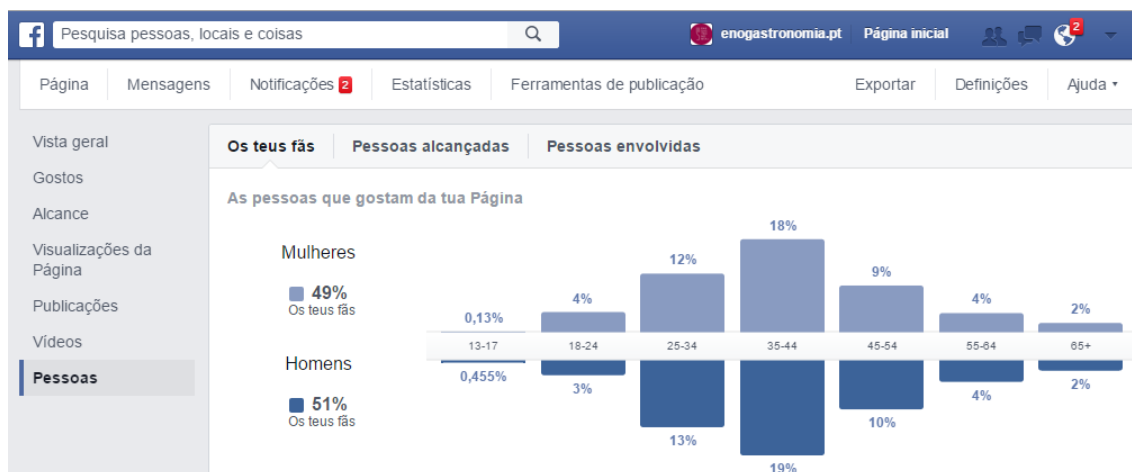 f Pesquisa pessoas, locais e coisas enogastronomia.pt Página inicial 2
Página Mensagens Notificações 2 Estatísticas Ferramentas de publicação Exportar Definições Ajuda
Vista geral
Gostos
Alcance
Visualizações da
Página
Publicações
Vídeos
Pessoas
Os teus fãs Pessoas alcançadas Pessoas envolvidas
As pessoas que gostam da tua Página
Mulheres
49%
Os teus fãs
Homens
51%
Os teus fãs
0,13% 4% 12% 18% 9% 4% 2%
13-17 18-24 25-34 35-44 45-54 55-64 65+
0,455% 3% 13% 19% 10% 4% 2%